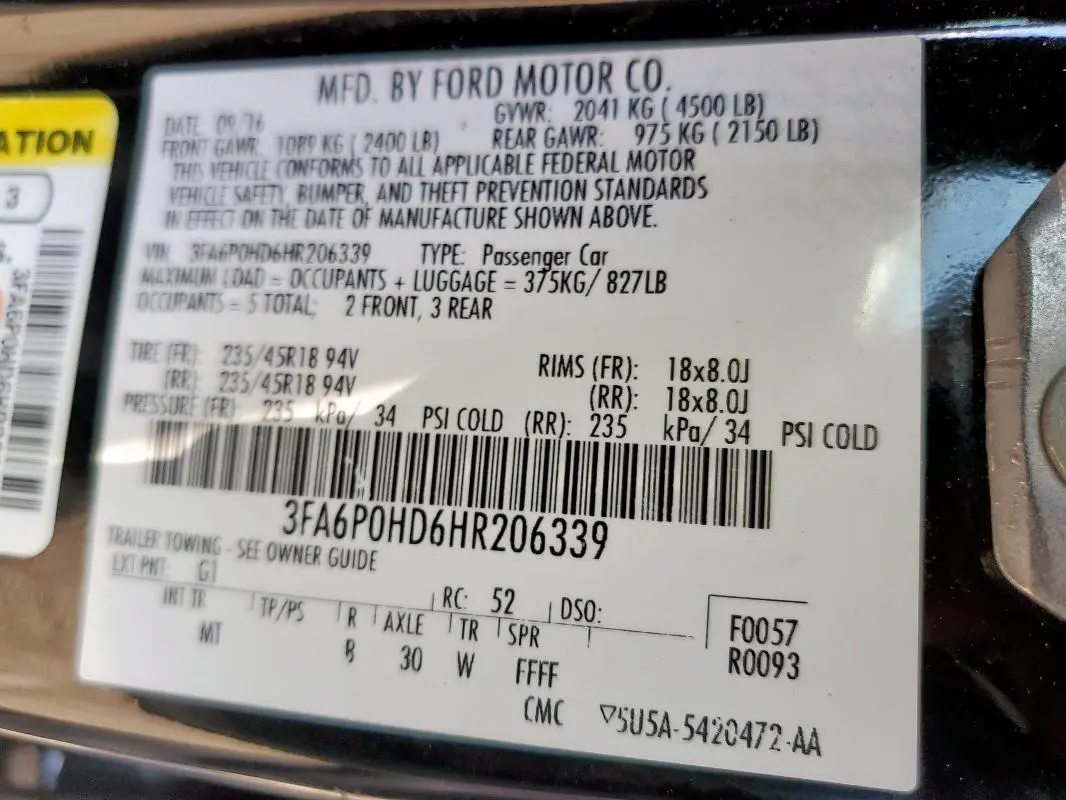 MFD. BY FORD MOTOR CO.
DATE 09/16 GVWR: 2041 KG ( 4500 LB)
FRONT GAWR: 1089 KG ( 2400 LB) REAR GAWR: 975 KG ( 2150 LB)
THIS VEHICLE CONFORMS TO ALL APPLICABLE FEDERAL MOTOR
VEHICLE SAFETY, BUMPER, AND THEFT PREVENTION STANDARDS
IN EFFECT ON THE DATE OF MANUFACTURE SHOWN ABOVE.
VIN: 3FA6P0HD6HR206339 TYPE: Passenger Car
MAXIMUM LOAD = OCCUPANTS + LUGGAGE = 375KG/ 827LB
OCCUPANTS = 5 TOTAL; 2 FRONT, 3 REAR
TIRE (FR): 235/45R18 94V RIMS (FR): 18x8.0J
(RR): 235/45R18 94V (RR): 18x8.0J
PRESSURE (FR) 235 kPa/ 34 PSI COLD (RR): 235 kPa/ 34 PSI COLD
3FA6P0HD6HR206339
TRAILER TOWING - SEE OWNER GUIDE
EXT PNT: G1 RC: 52 DSO:
INT TR TP/PS R AXLE TR SPR
MT B 30 W FFFF
F0057
R0093
CMC ▽5U5A-5420472-AA
ATION
3